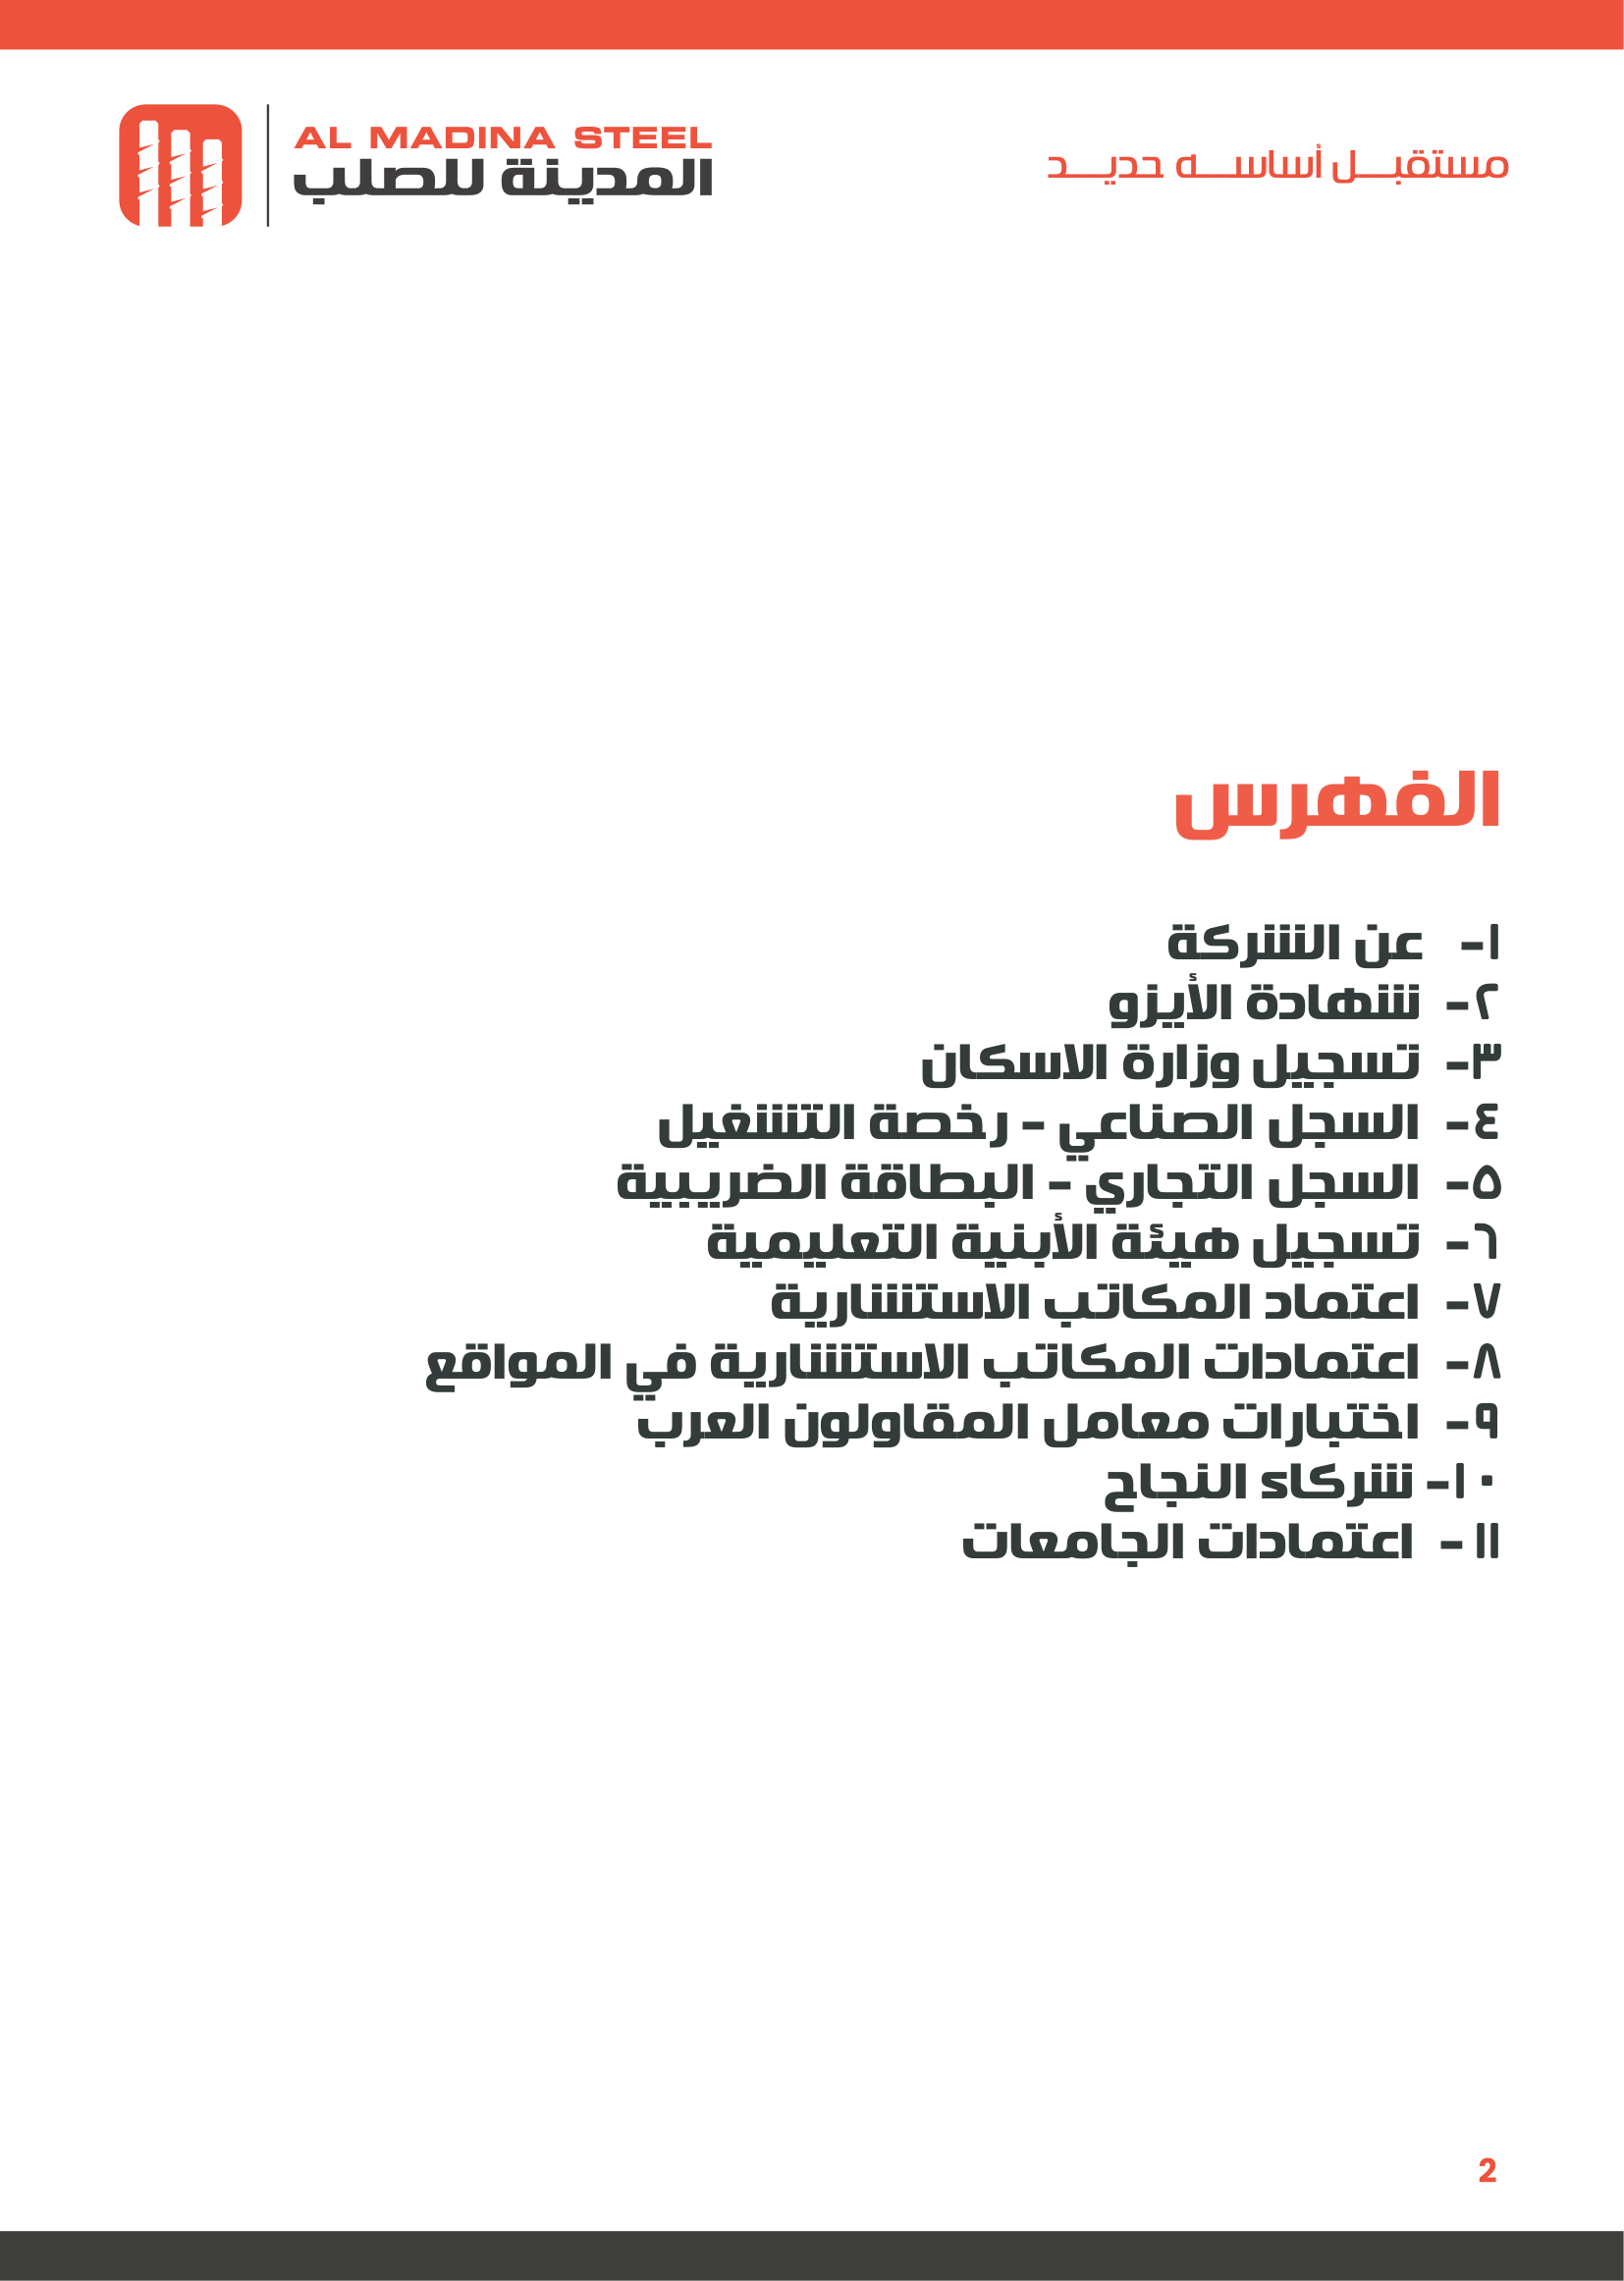 AL MADINA STEEL
المدينة للصلب
مستقبـــل أساســـه حديـــد
الفهرس
١- عن الشركة
٢- شهادة الأيزو
٣- تسجيل وزارة الاسكان
٤- السجل الصناعي - رخصة التشغيل
٥- السجل التجاري - البطاقة الضريبية
٦- تسجيل هيئة الأبنية التعليمية
٧- اعتماد المكاتب الاستشارية
٨- اعتمادات المكاتب الاستشارية في المواقع
٩- اختبارات معامل المقاولون العرب
١٠- شركاء النجاح
١١- اعتمادات الجامعات
2